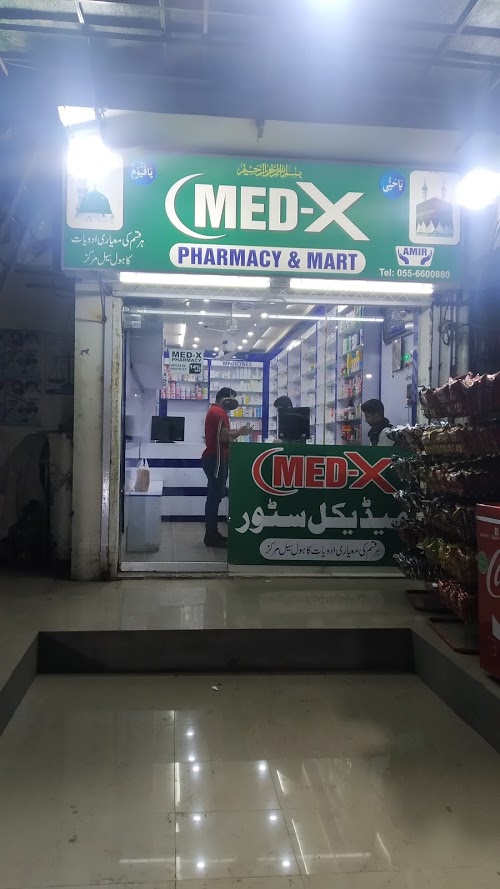 بسم اللہ الرحمن الرحیم
یا قیوم
یا حیی
MED-X
ہر قسم کی معیاری ادویات
کا ہول سیل مرکز
PHARMACY & MART
AMIR
Tel: 055-6600880
MED-X
PHARMACY
MED-X
میڈیکل سٹور
ہر قسم کی معیاری ادویات کا ہول سیل مرکز